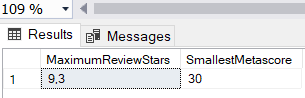 109 %
Results Messages
MaximumReviewStars SmallestMetascore
1 9,3 30